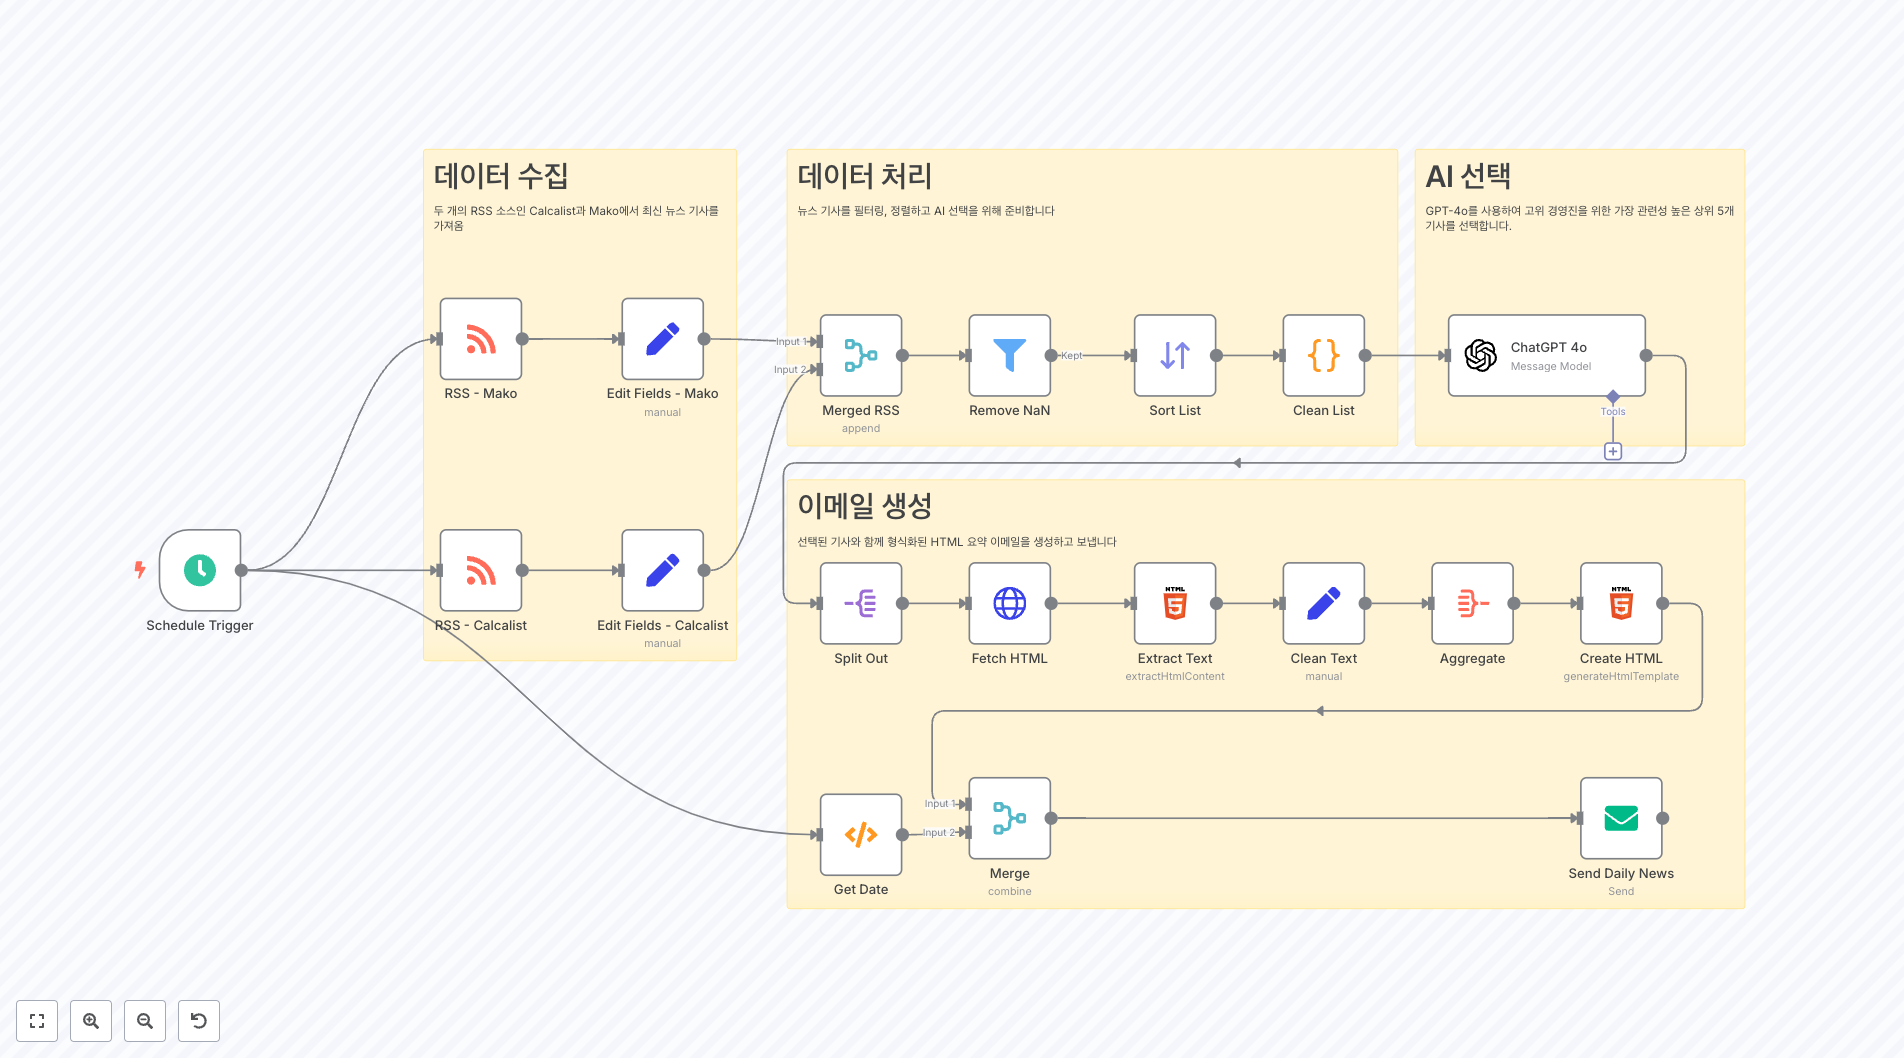 데이터 수집
두 개의 RSS 소스인 Calcalist과 Mako에서 최신 뉴스 기사를
가져옴
데이터 처리
뉴스 기사를 필터링, 정렬하고 AI 선택을 위해 준비합니다
AI 선택
GPT-4o를 사용하여 고위 경영진을 위한 가장 관련성 높은 상위 5개
기사를 선택합니다.
RSS - Mako
Edit Fields - Mako
manual
Input 1
Input 2
Merged RSS
append
Remove NaN
Kept
Sort List
Clean List
ChatGPT 4o
Message Model
Tools
Schedule Trigger
RSS - Calcalist
Edit Fields - Calcalist
manual
이메일 생성
선택된 기사와 함께 형식화된 HTML 요약 이메일을 생성하고 보냅니다
Split Out
Fetch HTML
HTML
Extract Text
extractHtmlContent
Clean Text
manual
Aggregate
HTML
Create HTML
generateHtmlTemplate
Get Date
Input 1
Input 2
Merge
combine
Send Daily News
Send